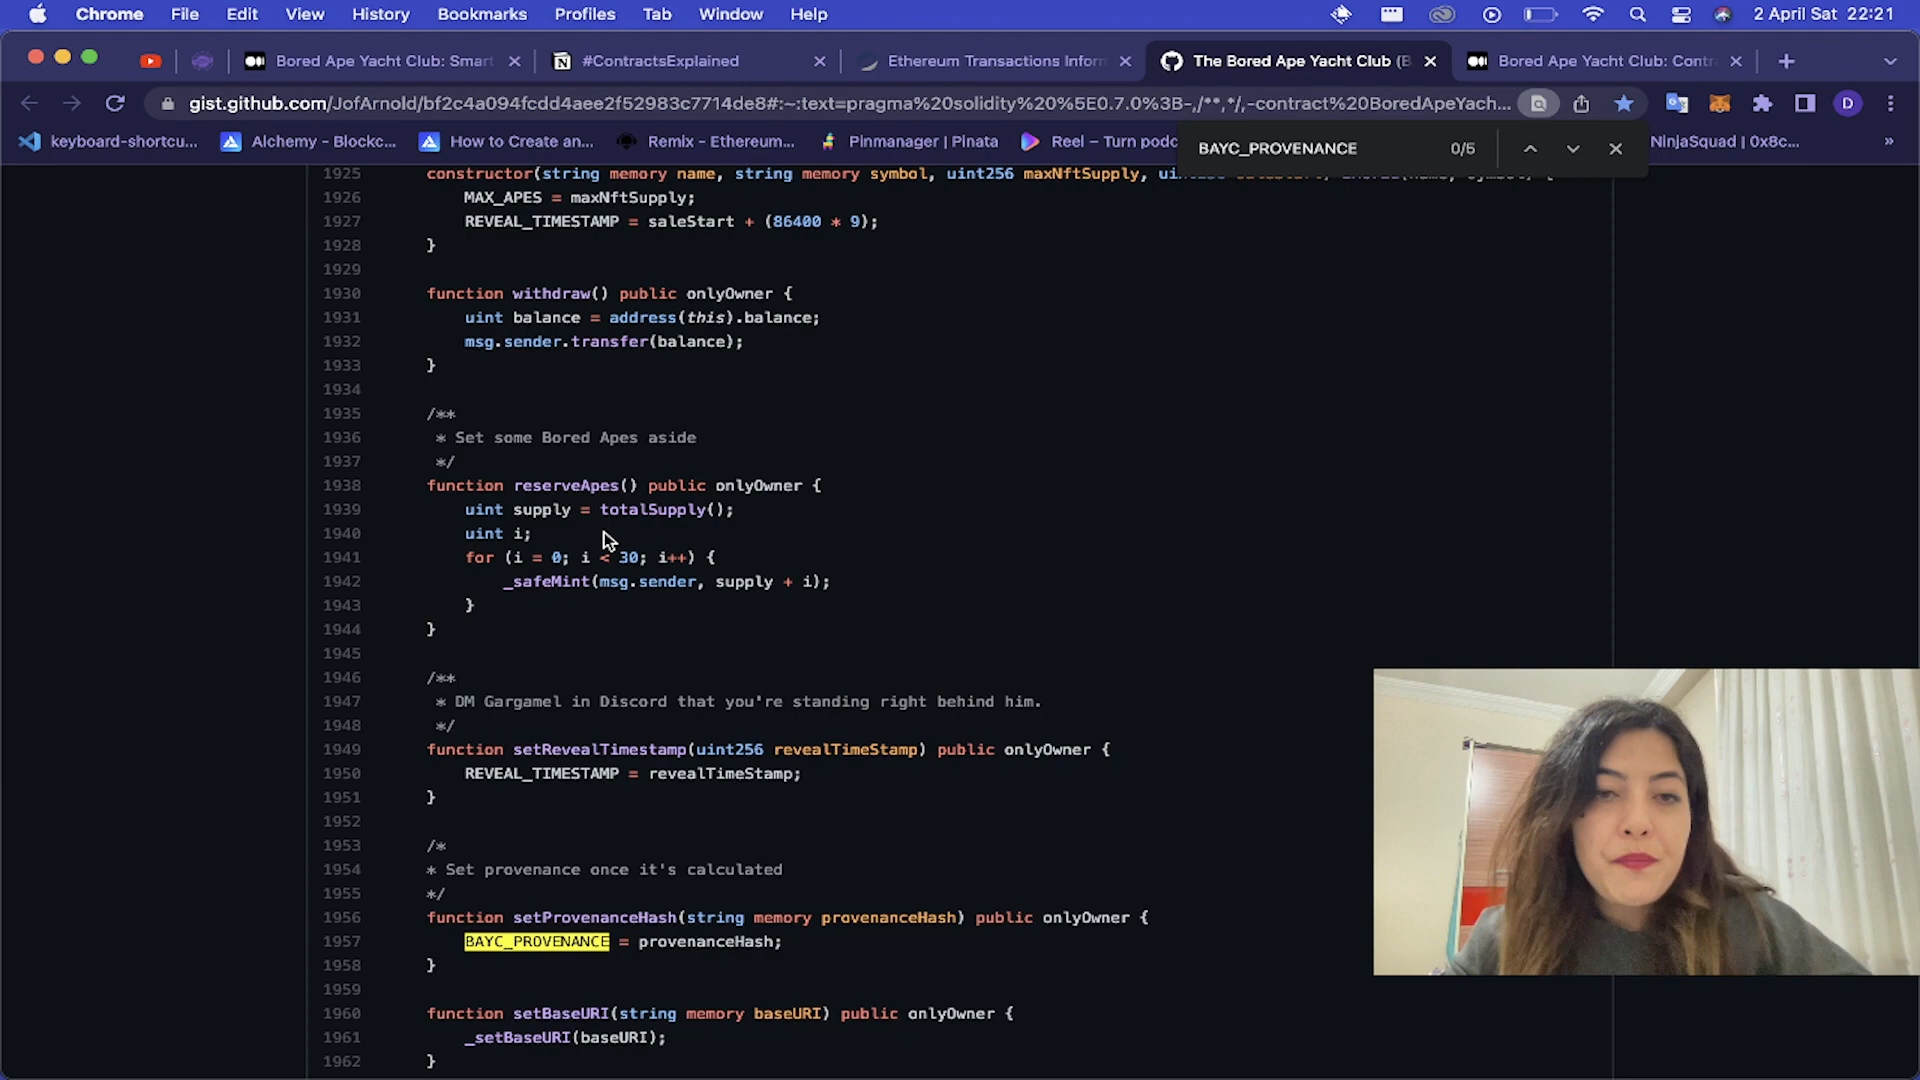 Chrome File Edit View History Bookmarks Profiles Tab Window Help 2 April Sat 22:21
Bored Ape Yacht Club: Smart #ContractsExplained Ethereum Transactions Inform The Bored Ape Yacht Club (B Bored Ape Yacht Club: Contr
gist.github.com/JofArnold/bf2c4a094fcdd4aee2f52983c7714de8#:~:text=pragma%20solidity%20%5E0.7.0%3B-,/**,*/,-contract%20BoredApeYach... D
keyboard-shortcu... Alchemy - Blockc... How to Create an... Remix - Ethereum... Pinmanager | Pinata Reel – Turn podc NinjaSquad | 0x8c... »
BAYC_PROVENANCE 0/5
1925 constructor(string memory name, string memory symbol, uint256 maxNftSupply,
1926 MAX_APES = maxNftSupply;
1927 REVEAL_TIMESTAMP = saleStart + (86400 * 9);
1928 }
1929
1930 function withdraw() public onlyOwner {
1931 uint balance = address(this).balance;
1932 msg.sender.transfer(balance);
1933 }
1934
1935 /**
1936 * Set some Bored Apes aside
1937 */
1938 function reserveApes() public onlyOwner {
1939 uint supply = totalSupply();
1940 uint i;
1941 for (i = 0; i < 30; i++) {
1942 _safeMint(msg.sender, supply + i);
1943 }
1944 }
1945
1946 /**
1947 * DM Gargamel in Discord that you're standing right behind him.
1948 */
1949 function setRevealTimestamp(uint256 revealTimeStamp) public onlyOwner {
1950 REVEAL_TIMESTAMP = revealTimeStamp;
1951 }
1952
1953 /*
1954 * Set provenance once it's calculated
1955 */
1956 function setProvenanceHash(string memory provenanceHash) public onlyOwner {
1957 BAYC_PROVENANCE = provenanceHash;
1958 }
1959
1960 function setBaseURI(string memory baseURI) public onlyOwner {
1961 _setBaseURI(baseURI);
1962 }